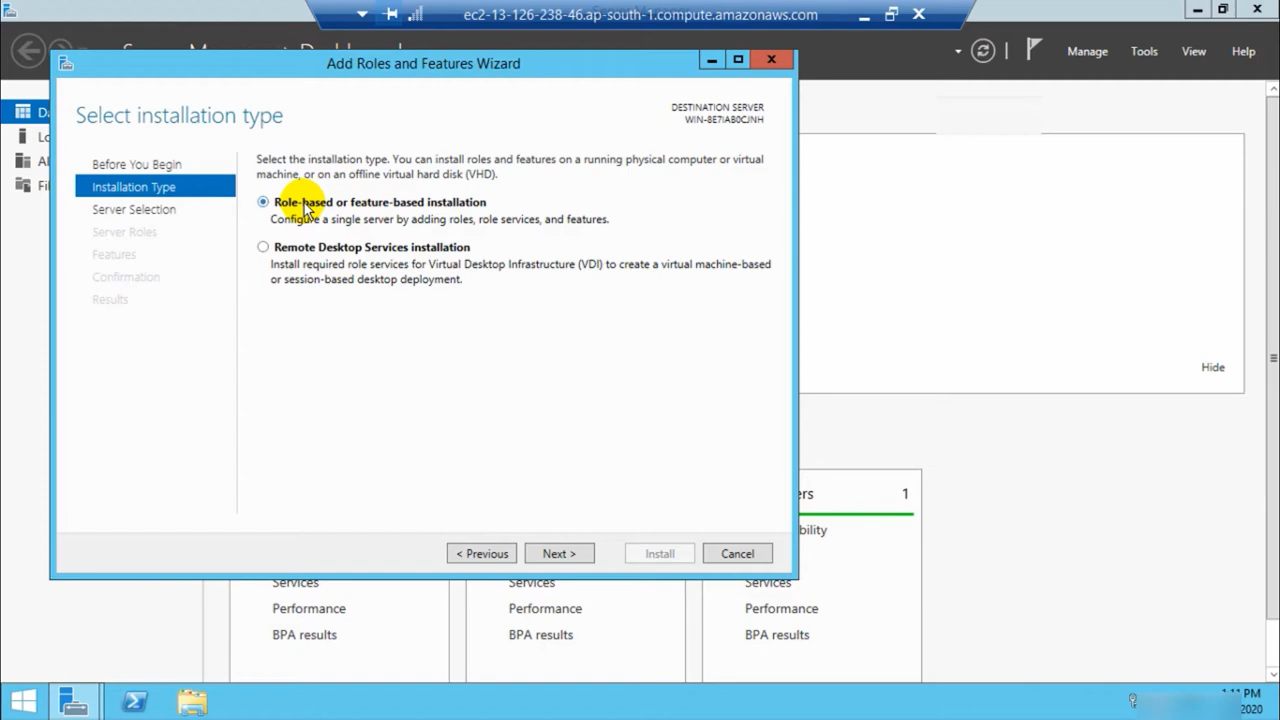 ec2-13-126-238-46.ap-south-1.compute.amazonaws.com
Manage Tools View Help
Add Roles and Features Wizard
Select installation type
DESTINATION SERVER
WIN-8E7IAB0CJNH
Before You Begin
Installation Type
Server Selection
Server Roles
Features
Confirmation
Results
Select the installation type. You can install roles and features on a running physical computer or virtual
machine, or on an offline virtual hard disk (VHD).
Role-based or feature-based installation
Configure a single server by adding roles, role services, and features.
Remote Desktop Services installation
Install required role services for Virtual Desktop Infrastructure (VDI) to create a virtual machine-based
or session-based desktop deployment.
< Previous Next > Install Cancel
Hide
ers 1
bility
Services Services Services
Performance Performance Performance
BPA results BPA results BPA results
1:11 PM
2020